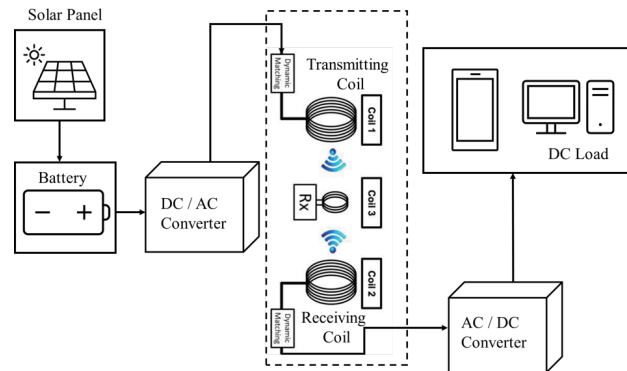 Solar Panel
Battery
DC / AC
Converter
Dynamic
Matching
Transmitting
Coil
Coil 1
Rx
Coil 3
Coil 2
Receiving
Coil
Dynamic
Matching
DC Load
AC / DC
Converter